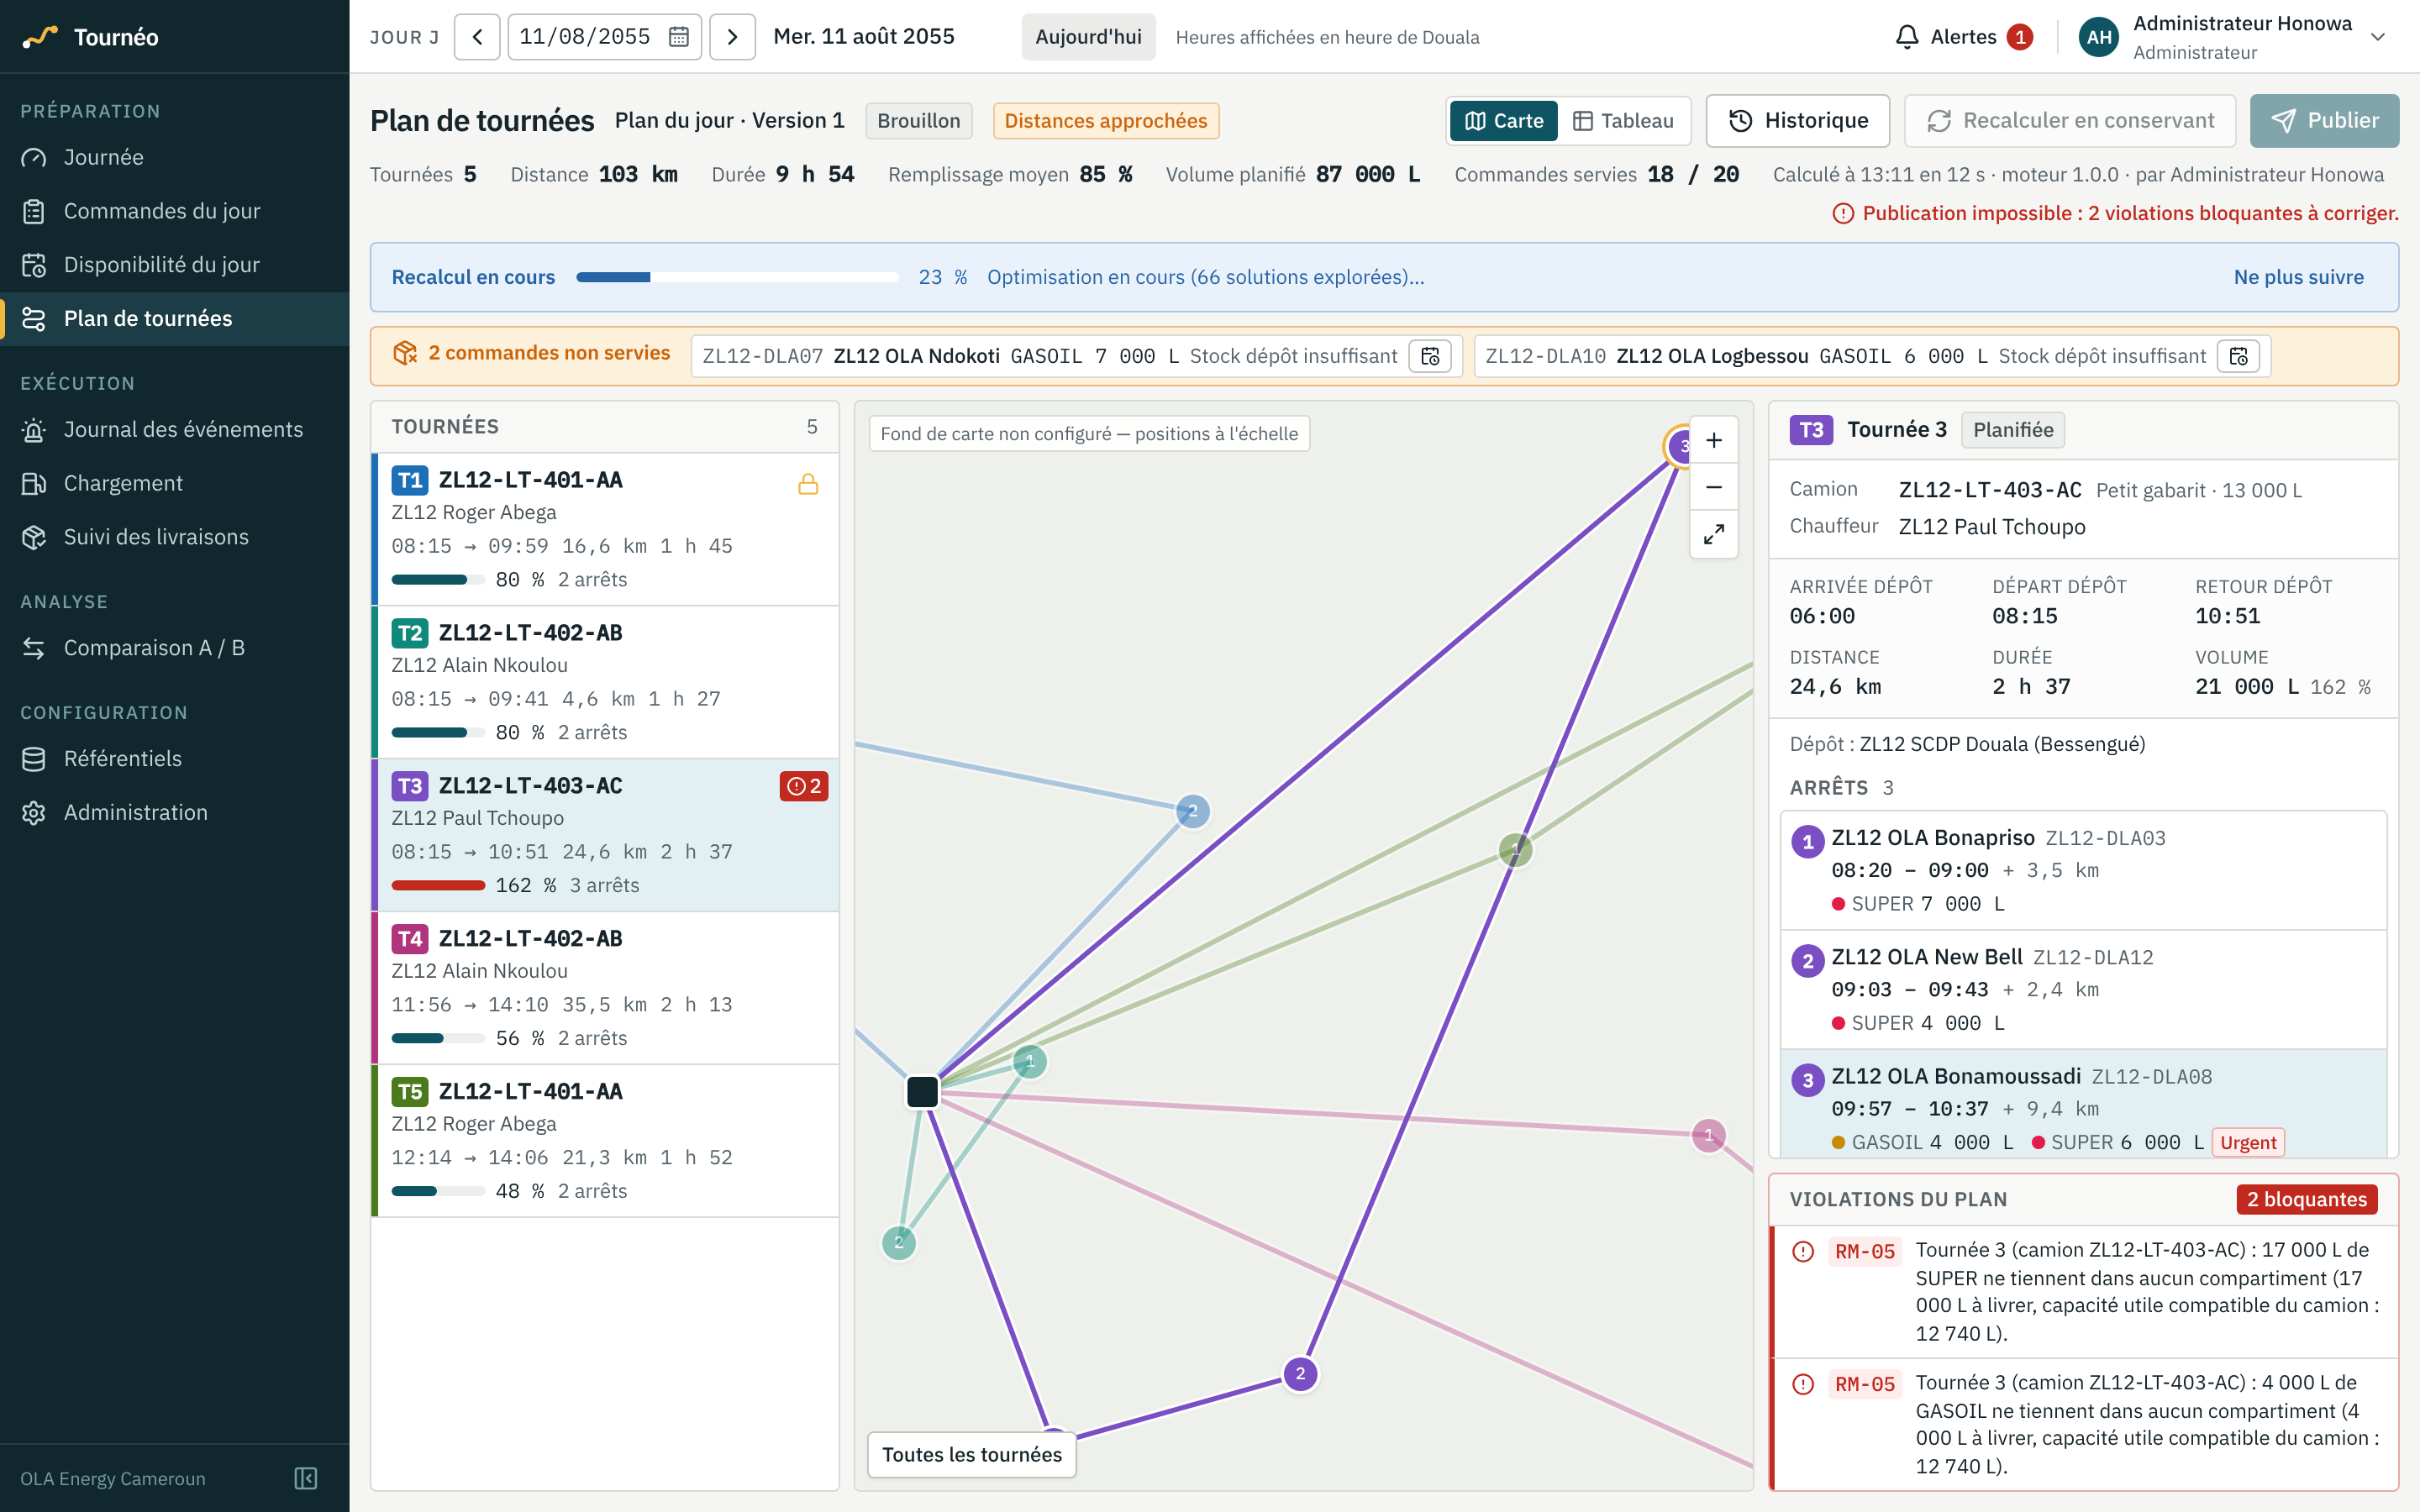 Tournéo
PRÉPARATION
Journée
Commandes du jour
Disponibilité du jour
Plan de tournées
EXÉCUTION
Journal des événements
Chargement
Suivi des livraisons
ANALYSE
Comparaison A / B
CONFIGURATION
Référentiels
Administration
OLA Energy Cameroun
JOUR J
11/08/2055
Mer. 11 août 2055
Aujourd'hui
Heures affichées en heure de Douala
Alertes 1
AH
Administrateur Honowa
Administrateur
Plan de tournées
Plan du jour · Version 1
Brouillon
Distances approchées
Carte
Tableau
Historique
Recalculer en conservant
Publier
Tournées 5
Distance 103 km
Durée 9 h 54
Remplissage moyen 85 %
Volume planifié 87 000 L
Commandes servies 18 / 20
Calculé à 13:11 en 12 s · moteur 1.0.0 · par Administrateur Honowa
Publication impossible : 2 violations bloquantes à corriger.
Recalcul en cours
23 %
Optimisation en cours (66 solutions explorées)...
Ne plus suivre
2 commandes non servies
ZL12-DLA07 ZL12 OLA Ndokoti GASOIL 7 000 L Stock dépôt insuffisant
ZL12-DLA10 ZL12 OLA Logbessou GASOIL 6 000 L Stock dépôt insuffisant
TOURNÉES 5
T1 ZL12-LT-401-AA
ZL12 Roger Abega
08:15 → 09:59 16,6 km 1 h 45
80 % 2 arrêts
T2 ZL12-LT-402-AB
ZL12 Alain Nkoulou
08:15 → 09:41 4,6 km 1 h 27
80 % 2 arrêts
T3 ZL12-LT-403-AC 2
ZL12 Paul Tchoupo
08:15 → 10:51 24,6 km 2 h 37
162 % 3 arrêts
T4 ZL12-LT-402-AB
ZL12 Alain Nkoulou
11:56 → 14:10 35,5 km 2 h 13
56 % 2 arrêts
T5 ZL12-LT-401-AA
ZL12 Roger Abega
12:14 → 14:06 21,3 km 1 h 52
48 % 2 arrêts
Fond de carte non configuré — positions à l'échelle
3
+
−
2
1
1
1
2
2
Toutes les tournées
T3 Tournée 3 Planifiée
Camion ZL12-LT-403-AC Petit gabarit · 13 000 L
Chauffeur ZL12 Paul Tchoupo
ARRIVÉE DÉPÔT DÉPART DÉPÔT RETOUR DÉPÔT
06:00 08:15 10:51
DISTANCE DURÉE VOLUME
24,6 km 2 h 37 21 000 L 162 %
Dépôt : ZL12 SCDP Douala (Bessengué)
ARRÊTS 3
1 ZL12 OLA Bonapriso ZL12-DLA03
08:20 – 09:00 + 3,5 km
SUPER 7 000 L
2 ZL12 OLA New Bell ZL12-DLA12
09:03 – 09:43 + 2,4 km
SUPER 4 000 L
3 ZL12 OLA Bonamoussadi ZL12-DLA08
09:57 – 10:37 + 9,4 km
GASOIL 4 000 L SUPER 6 000 L Urgent
VIOLATIONS DU PLAN 2 bloquantes
RM-05 Tournée 3 (camion ZL12-LT-403-AC) : 17 000 L de
SUPER ne tiennent dans aucun compartiment (17
000 L à livrer, capacité utile compatible du camion :
12 740 L).
RM-05 Tournée 3 (camion ZL12-LT-403-AC) : 4 000 L de
GASOIL ne tiennent dans aucun compartiment (4
000 L à livrer, capacité utile compatible du camion :
12 740 L).